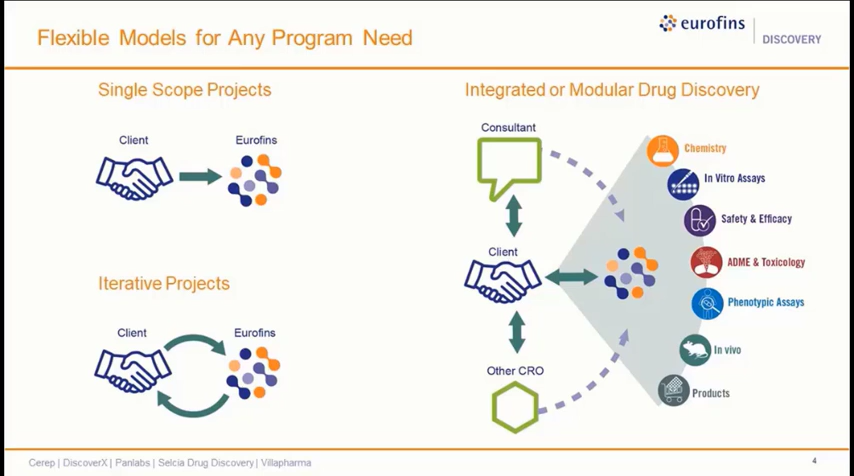 Flexible Models for Any Program Need
eurofins
DISCOVERY
Single Scope Projects
Client
Eurofins
Iterative Projects
Client
Eurofins
Integrated or Modular Drug Discovery
Consultant
Client
Other CRO
Chemistry
In Vitro Assays
Safety & Efficacy
ADME & Toxicology
Phenotypic Assays
In vivo
Products
Cerep | DiscoverX | Panlabs | Selcia Drug Discovery | Villapharma
4